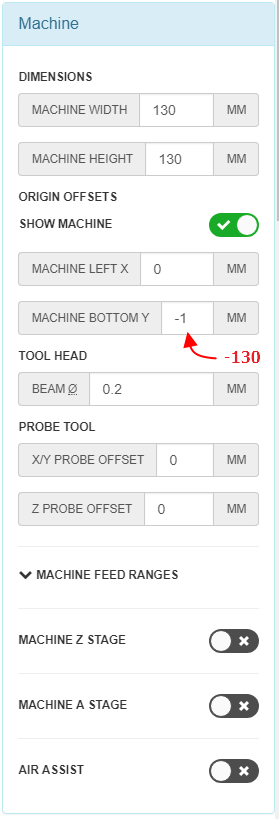 Machine
DIMENSIONS
MACHINE WIDTH 130 MM
MACHINE HEIGHT 130 MM
ORIGIN OFFSETS
SHOW MACHINE
MACHINE LEFT X 0 MM
MACHINE BOTTOM Y -1 MM
-130
TOOL HEAD
BEAM Ø 0.2 MM
PROBE TOOL
X/Y PROBE OFFSET 0 MM
Z PROBE OFFSET 0 MM
MACHINE FEED RANGES
MACHINE Z STAGE
MACHINE A STAGE
AIR ASSIST